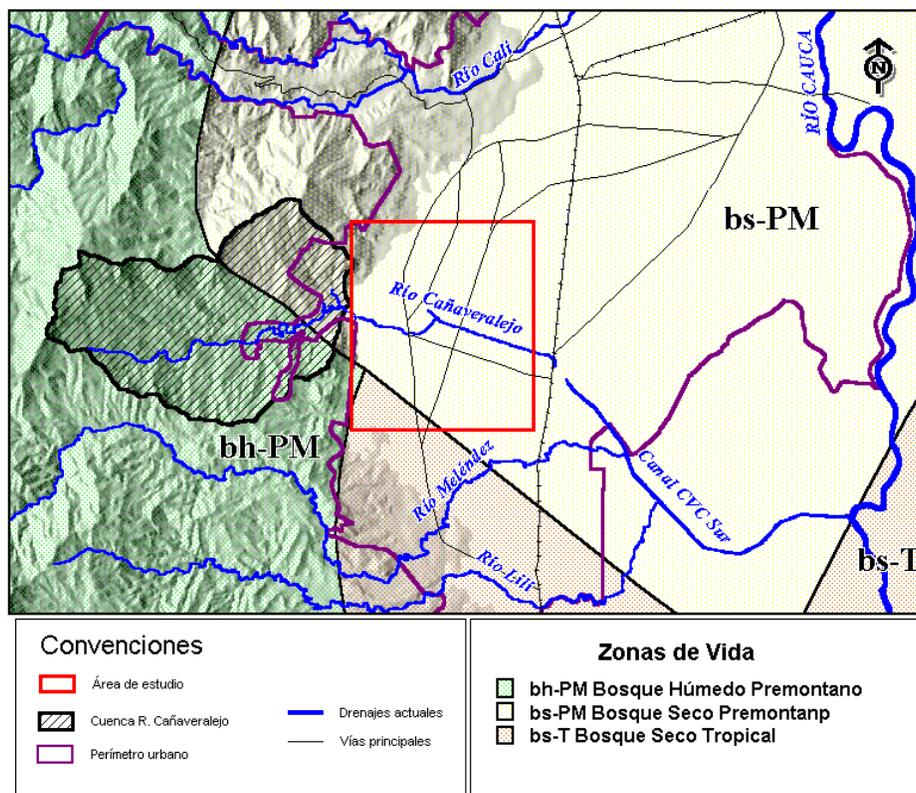 Río Cali
RÍO CAUCA
N
bs-PM
Río Cañaveralejo
bh-PM
Río Meléndez
Canal CVC Sur
Río Lili
bs-T
Convenciones
Área de estudio
Cuenca R. Cañaveralejo
Perímetro urbano
Drenajes actuales
Vías principales
Zonas de Vida
bh-PM Bosque Húmedo Premontano
bs-PM Bosque Seco Premontanp
bs-T Bosque Seco Tropical